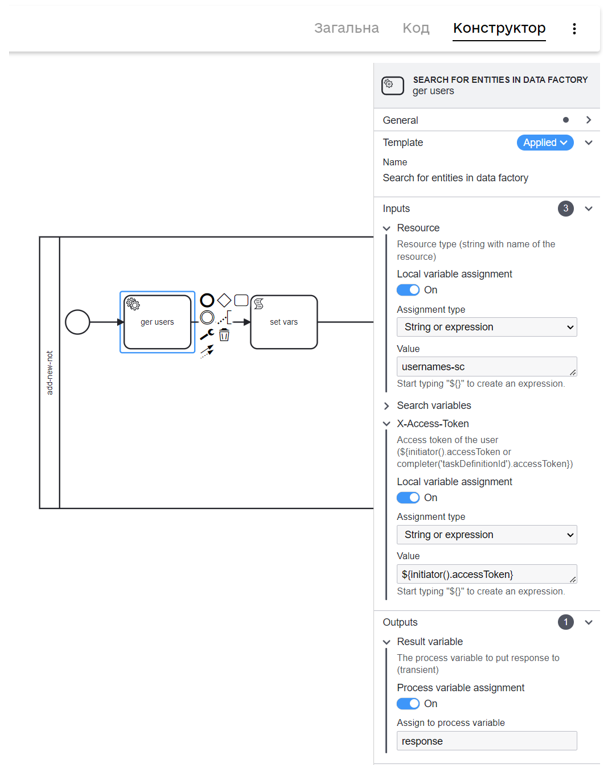 Загальна Код Конструктор
SEARCH FOR ENTITIES IN DATA FACTORY
ger users
General
Template Applied
Name
Search for entities in data factory
Inputs 3
Resource
Resource type (string with name of the
resource)
Local variable assignment
On
Assignment type
String or expression
Value
usernames-sc
Start typing "${}" to create an expression.
Search variables
X-Access-Token
Access token of the user
(${initiator().accessToken or
completer('taskDefinitionId').accessToken})
Local variable assignment
On
Assignment type
String or expression
Value
${initiator().accessToken}
Start typing "${}" to create an expression.
Outputs 1
Result variable
The process variable to put response to
(transient)
Process variable assignment
On
Assign to process variable
response
add-new-not
ger users
set vars